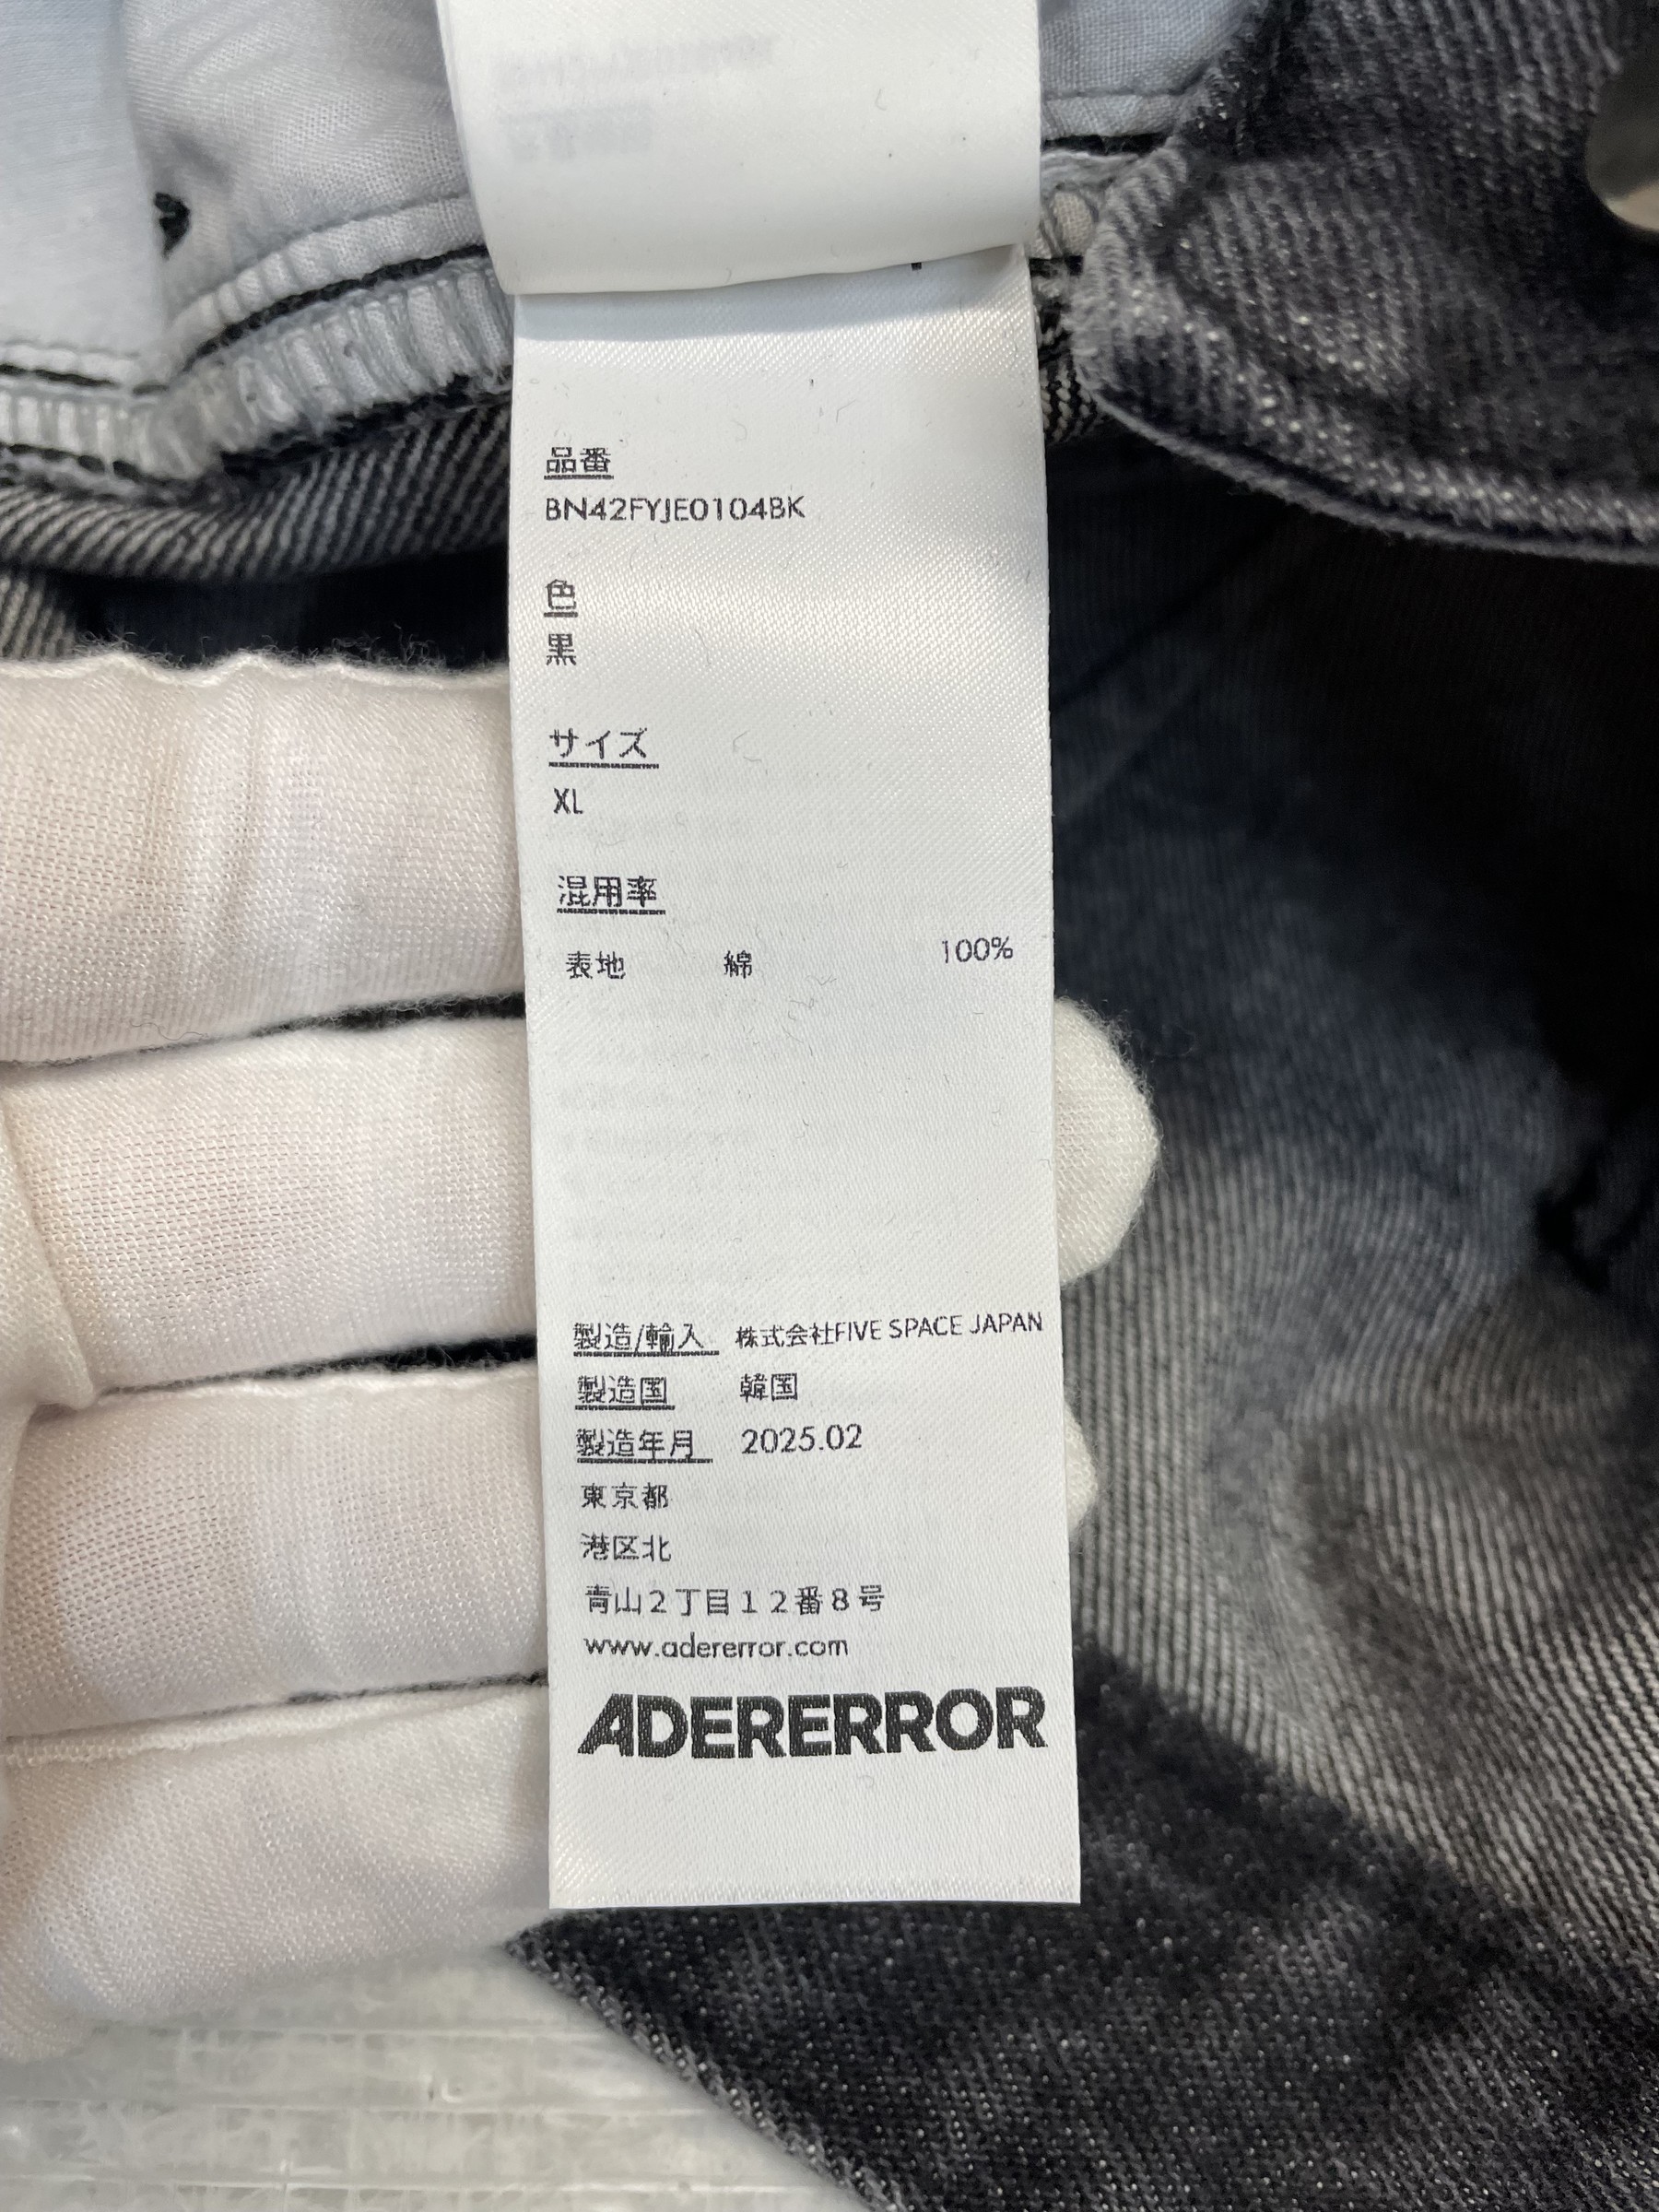 品番
BN42FYJE0104BK
色
黒
サイズ
XL
混用率
表地 綿 100%
製造/輸入 株式会社FIVE SPACE JAPAN
製造国 韓国
製造年月 2025.02
東京都
港区北
青山２丁目１２番８号
www.adererror.com
ADERERROR